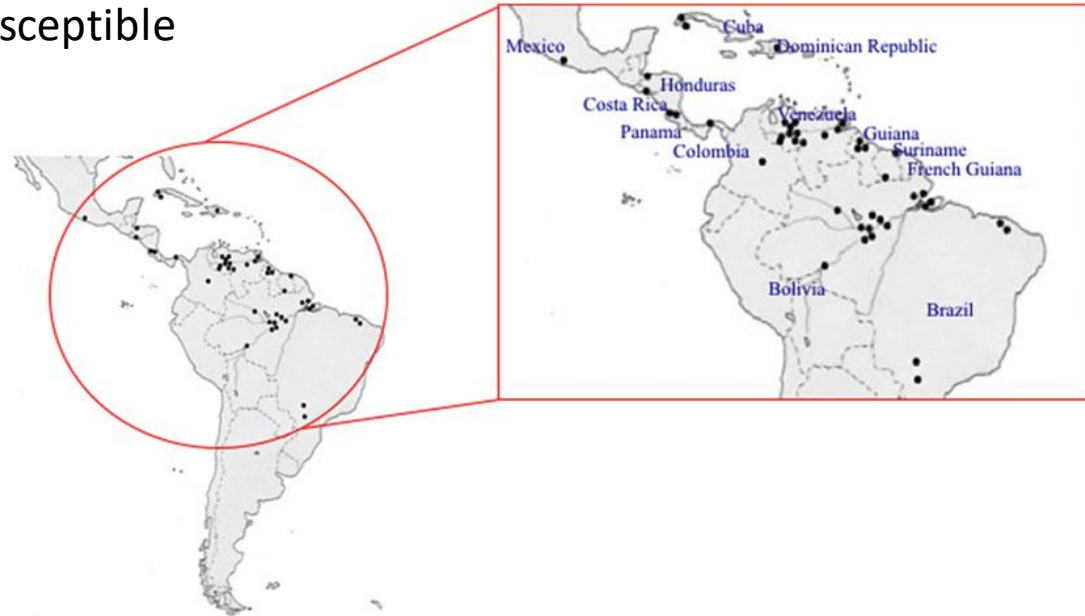 sceptible
Cuba
Mexico
Dominican Republic
Honduras
Costa Rica
Venezuela
Panama
Guiana
Colombia
Suriname
French Guiana
Bolivia
Brazil